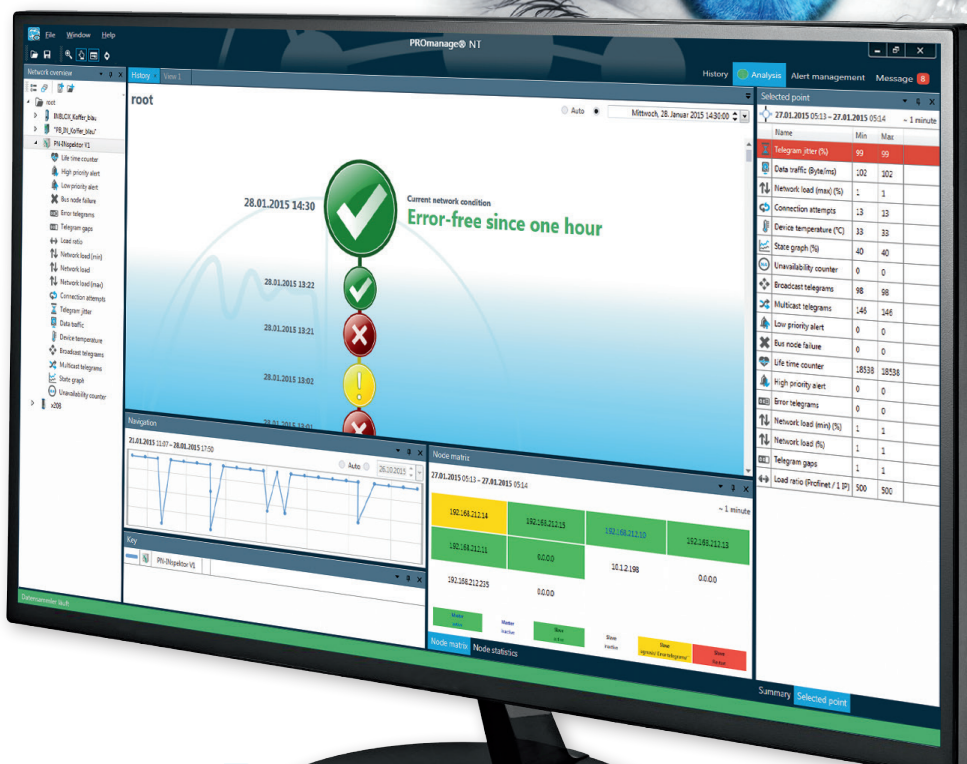 File Window Help
PROmanage® NT
History Analysis Alert management Message 8
Network overview
root
"PB_IN_Koffer_blau"
PN-INspektor V1
Life time counter
High priority alert
Low priority alert
Bus node failure
Error telegrams
Telegram gaps
Load ratio
Network load (min)
Network load
Network load (max)
Connection attempts
Telegram jitter
Data traffic
Device temperature
Broadcast telegrams
Multicast telegrams
State graph
Unavailability counter
x208
History View 1
root
Auto
Mittwoch, 28. Januar 2015 14:30:00
28.01.2015 14:30
Current network condition
Error-free since one hour
28.01.2015 13:22
28.01.2015 13:21
28.01.2015 13:02
28.01.2015 13:01
Navigation
21.01.2015 11:07 - 28.01.2015 17:50
Auto
26.10.2015
Key
PN-INspektor V1
Node matrix
27.01.2015 05:13 - 27.01.2015 05:14
~ 1 minute
192.168.212.14 192.168.212.15 192.168.212.10 192.168.212.13
192.168.212.11 0.0.0.0 10.1.2.198 0.0.0.0
192.168.212.235 0.0.0.0
Master Master Slave Slave Slave Slave
active inactive active inactive
Node matrix Node statistics
Selected point
27.01.2015 05:13 - 27.01.2015 05:14 ~ 1 minute
Name Min Max
Telegram jitter (%) 99 99
Data traffic (Byte/ms) 102 102
Network load (max) (%) 1 1
Connection attempts 13 13
Device temperature (°C) 33 33
State graph (%) 40 40
Unavailability counter 0 0
Broadcast telegrams 98 98
Multicast telegrams 146 146
Low priority alert 0 0
Bus node failure 0 0
Life time counter 18538 18538
High priority alert 0 0
Error telegrams 0 0
Network load (min) (%) 1 1
Network load (%) 1 1
Telegram gaps 1 1
Load ratio (Profinet / 1 IP) 500 500
Summary Selected point
Datensammler läuft